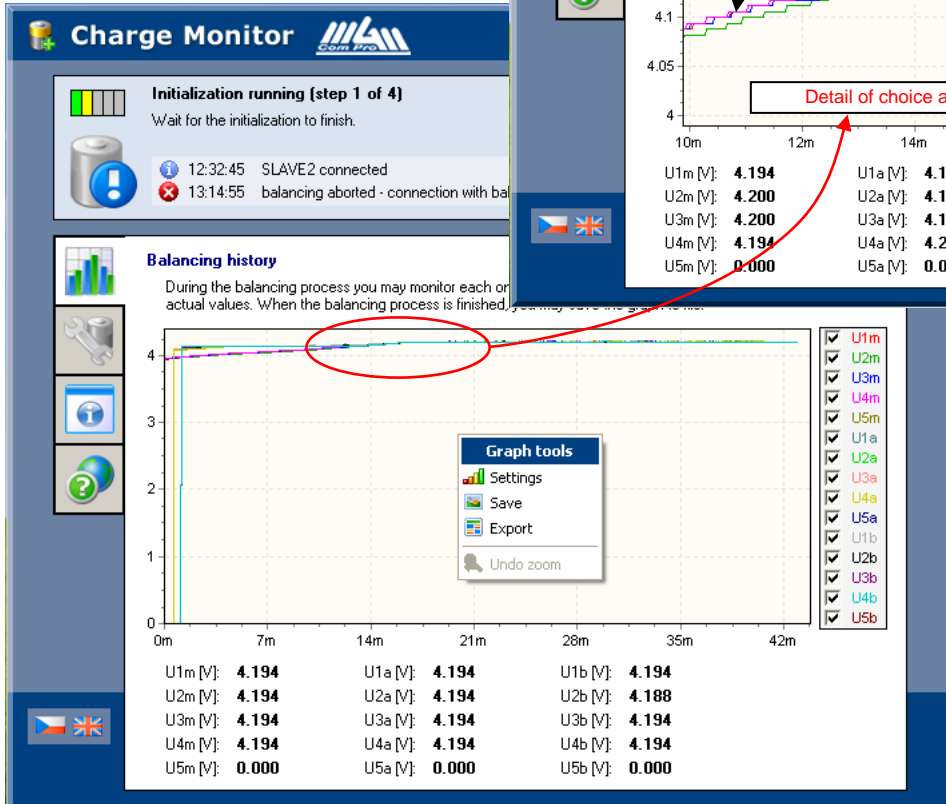 Charge Monitor MGM
Com Pro
Initialization running (step 1 of 4)
Wait for the initialization to finish.
12:32:45 SLAVE2 connected
13:14:55 balancing aborted - connection with bal
4.1
4.05
4
Detail of choice a
10m 12m 14m
U1m [V]: 4.194 U1a [V]: 4.1
U2m [V]: 4.200 U2a [V]: 4.1
U3m [V]: 4.200 U3a [V]: 4.1
U4m [V]: 4.194 U4a [V]: 4.2
U5m [V]: 0.000 U5a [V]: 0.0
Balancing history
During the balancing process you may monitor each or
actual values. When the balancing process is finished, you may save the graph to file.
4
3
2
1
0
0m 7m 14m 21m 28m 35m 42m
Graph tools
Settings
Save
Export
Undo zoom
U1m
U2m
U3m
U4m
U5m
U1a
U2a
U3a
U4a
U5a
U1b
U2b
U3b
U4b
U5b
U1m [V]: 4.194 U1a [V]: 4.194 U1b [V]: 4.194
U2m [V]: 4.194 U2a [V]: 4.194 U2b [V]: 4.188
U3m [V]: 4.194 U3a [V]: 4.194 U3b [V]: 4.194
U4m [V]: 4.194 U4a [V]: 4.194 U4b [V]: 4.194
U5m [V]: 0.000 U5a [V]: 0.000 U5b [V]: 0.000